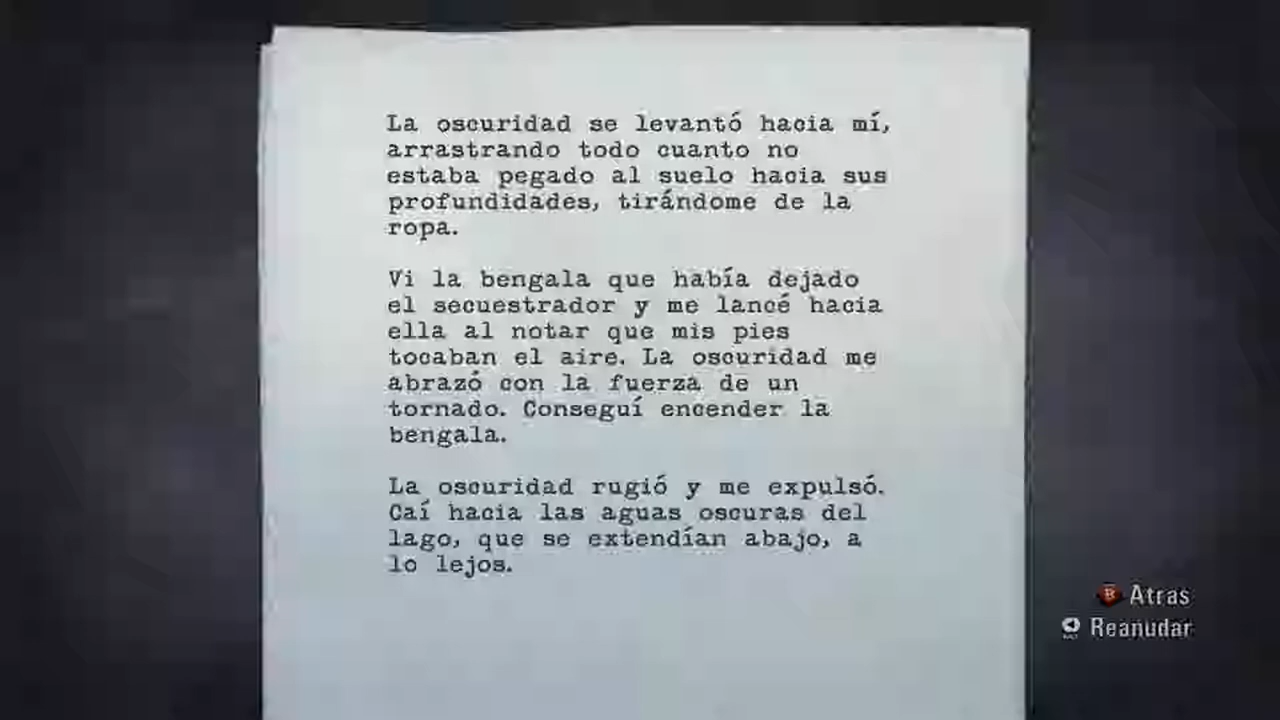 La oscuridad se levantó hacia mí,
arrastrando todo cuanto no
estaba pegado al suelo hacia sus
profundidades, tirándome de la
ropa.
Vi la bengala que había dejado
el secuestrador y me lancé hacia
ella al notar que mis pies
tocaban el aire. La oscuridad me
abrazó con la fuerza de un
tornado. Conseguí encender la
bengala.
La oscuridad rugió y me expulsó.
Caí hacia las aguas oscuras del
lago, que se extendían abajo, a
lo lejos.
B Atras
Reanudar